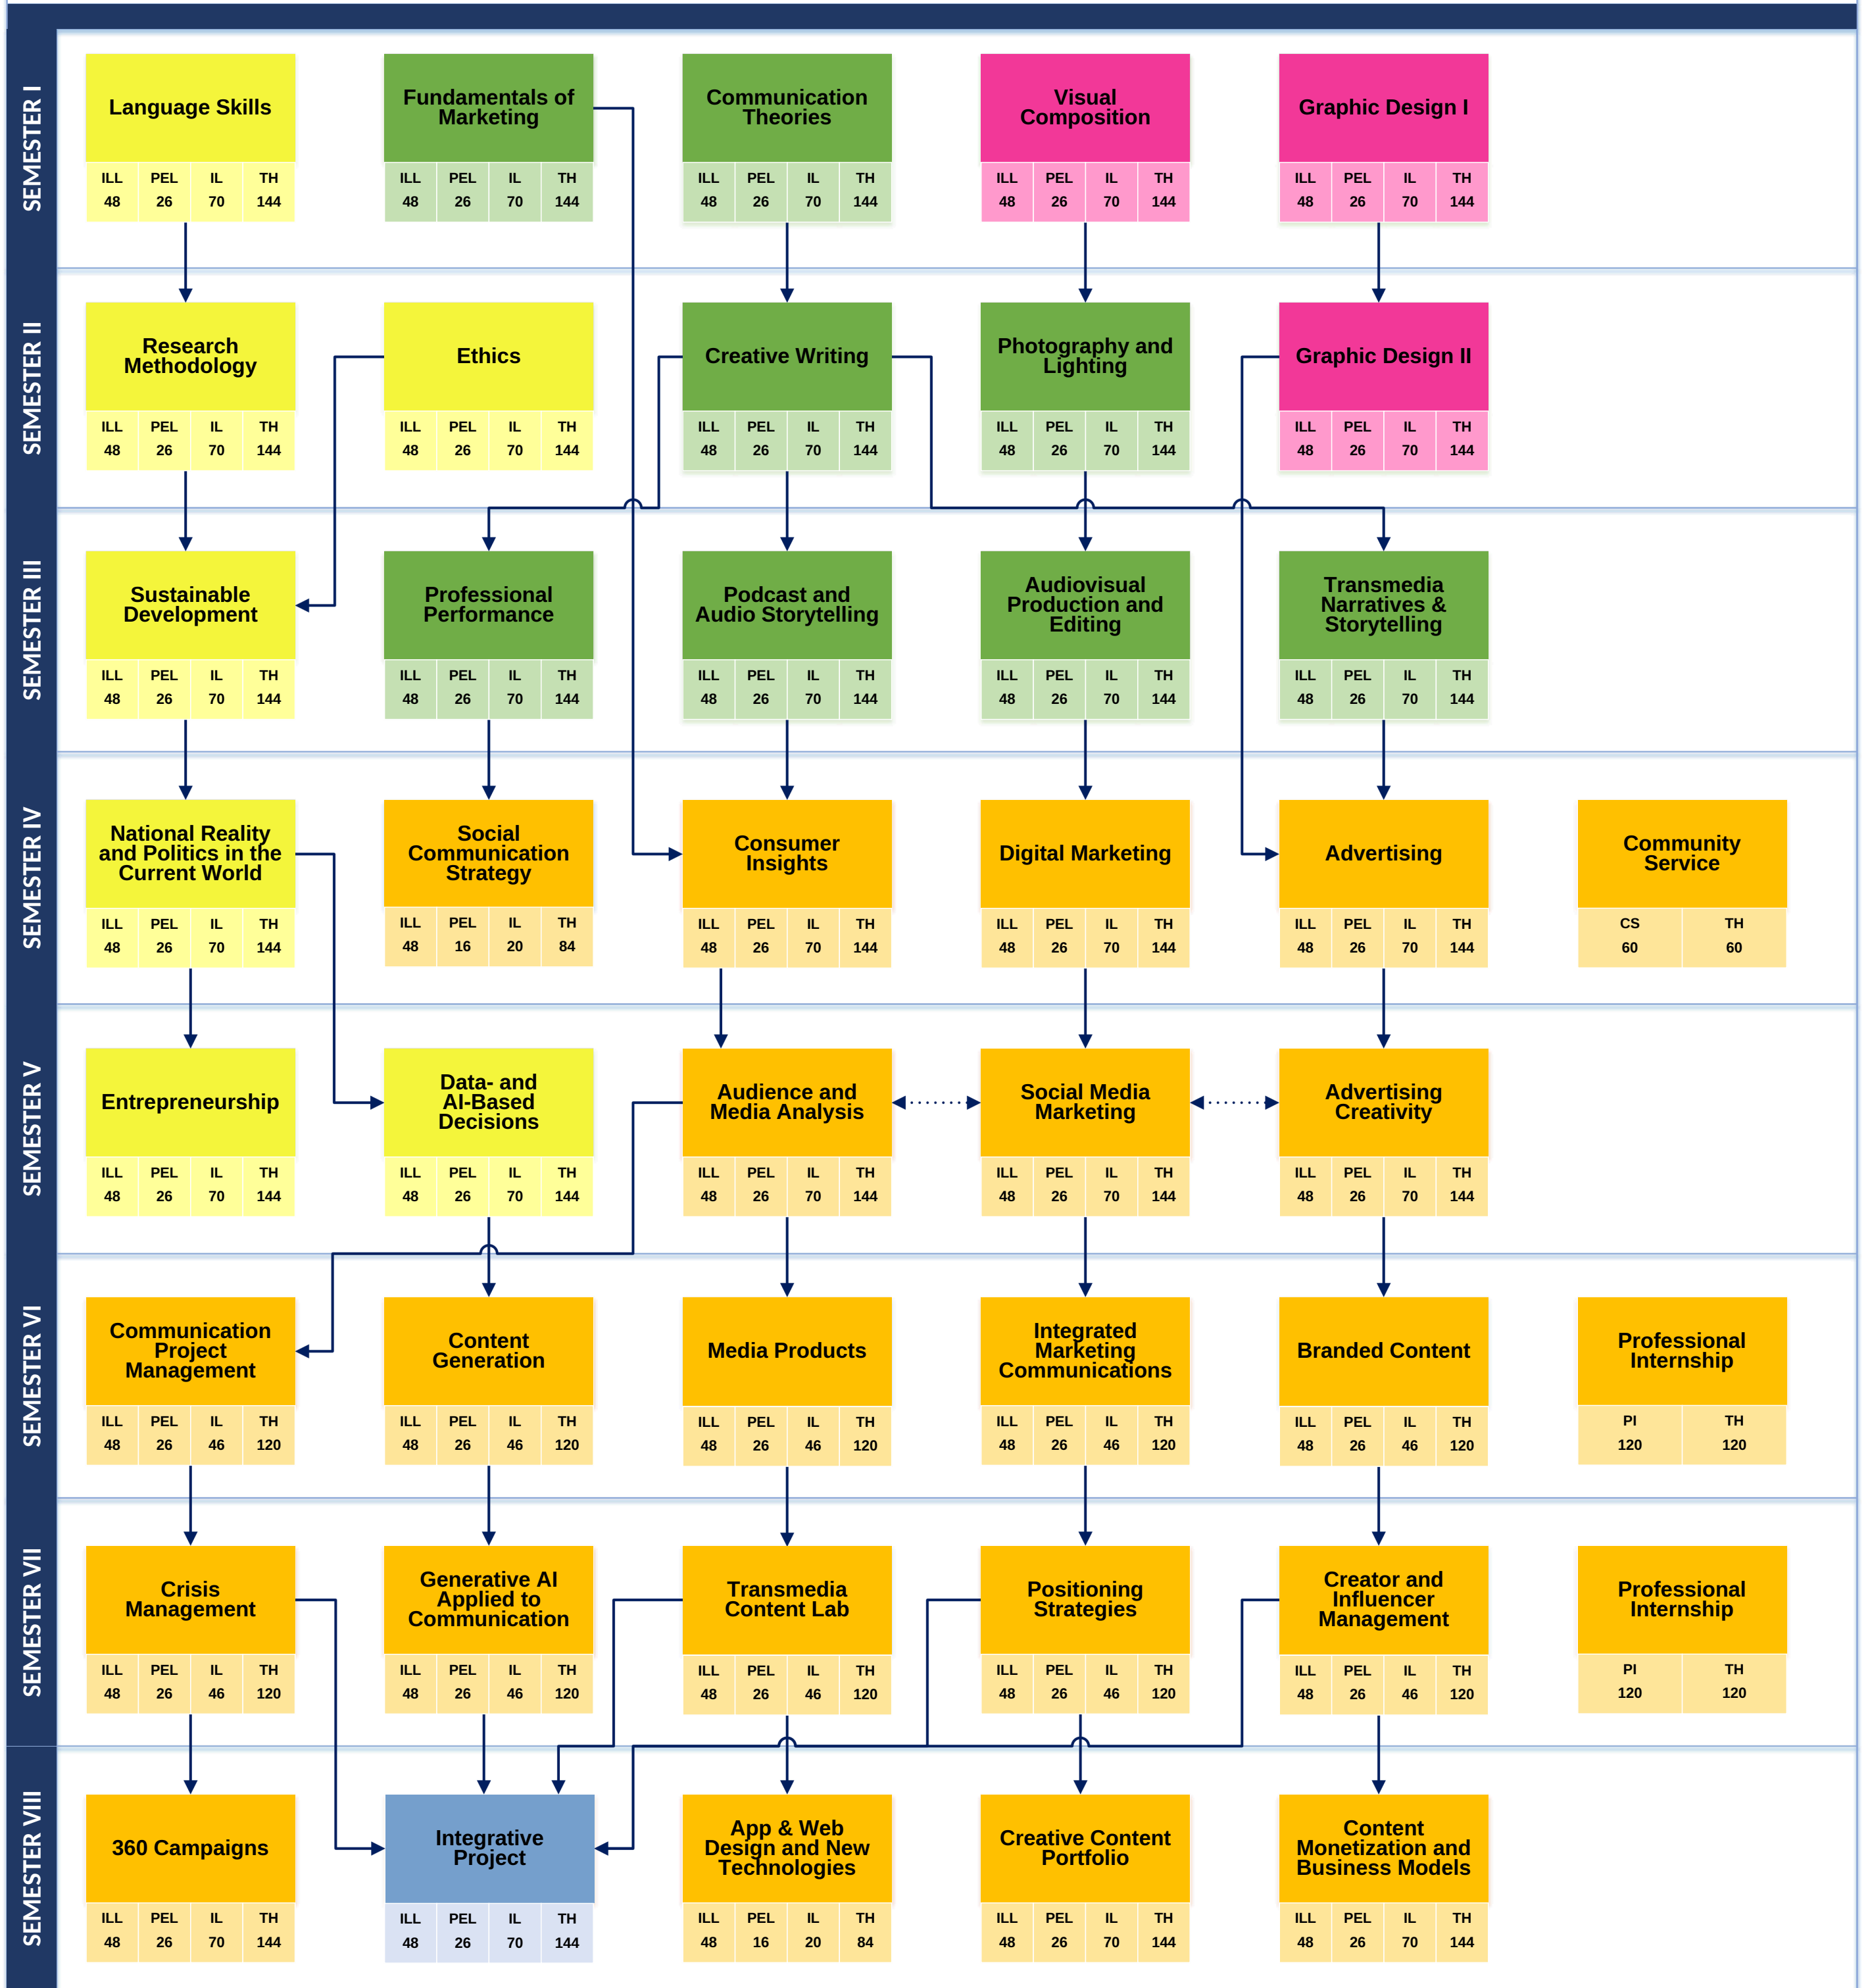 SEMESTER I
Language Skills
ILL PEL IL TH
48 26 70 144
Fundamentals of
Marketing
ILL PEL IL TH
48 26 70 144
Communication
Theories
ILL PEL IL TH
48 26 70 144
Visual
Composition
ILL PEL IL TH
48 26 70 144
Graphic Design I
ILL PEL IL TH
48 26 70 144
SEMESTER II
Research
Methodology
ILL PEL IL TH
48 26 70 144
Ethics
ILL PEL IL TH
48 26 70 144
Creative Writing
ILL PEL IL TH
48 26 70 144
Photography and
Lighting
ILL PEL IL TH
48 26 70 144
Graphic Design II
ILL PEL IL TH
48 26 70 144
SEMESTER III
Sustainable
Development
ILL PEL IL TH
48 26 70 144
Professional
Performance
ILL PEL IL TH
48 26 70 144
Podcast and
Audio Storytelling
ILL PEL IL TH
48 26 70 144
Audiovisual
Production and
Editing
ILL PEL IL TH
48 26 70 144
Transmedia
Narratives &
Storytelling
ILL PEL IL TH
48 26 70 144
SEMESTER IV
National Reality
and Politics in the
Current World
ILL PEL IL TH
48 26 70 144
Social
Communication
Strategy
ILL PEL IL TH
48 16 20 84
Consumer
Insights
ILL PEL IL TH
48 26 70 144
Digital Marketing
ILL PEL IL TH
48 26 70 144
Advertising
ILL PEL IL TH
48 26 70 144
Community
Service
CS TH
60 60
SEMESTER V
Entrepreneurship
ILL PEL IL TH
48 26 70 144
Data- and
AI-Based
Decisions
ILL PEL IL TH
48 26 70 144
Audience and
Media Analysis
ILL PEL IL TH
48 26 70 144
Social Media
Marketing
ILL PEL IL TH
48 26 70 144
Advertising
Creativity
ILL PEL IL TH
48 26 70 144
SEMESTER VI
Communication
Project
Management
ILL PEL IL TH
48 26 46 120
Content
Generation
ILL PEL IL TH
48 26 46 120
Media Products
ILL PEL IL TH
48 26 46 120
Integrated
Marketing
Communications
ILL PEL IL TH
48 26 46 120
Branded Content
ILL PEL IL TH
48 26 46 120
Professional
Internship
PI TH
120 120
SEMESTER VII
Crisis
Management
ILL PEL IL TH
48 26 46 120
Generative AI
Applied to
Communication
ILL PEL IL TH
48 26 46 120
Transmedia
Content Lab
ILL PEL IL TH
48 26 46 120
Positioning
Strategies
ILL PEL IL TH
48 26 46 120
Creator and
Influencer
Management
ILL PEL IL TH
48 26 46 120
Professional
Internship
PI TH
120 120
SEMESTER VIII
360 Campaigns
ILL PEL IL TH
48 26 70 144
Integrative
Project
ILL PEL IL TH
48 26 70 144
App & Web
Design and New
Technologies
ILL PEL IL TH
48 16 20 84
Creative Content
Portfolio
ILL PEL IL TH
48 26 70 144
Content
Monetization and
Business Models
ILL PEL IL TH
48 26 70 144